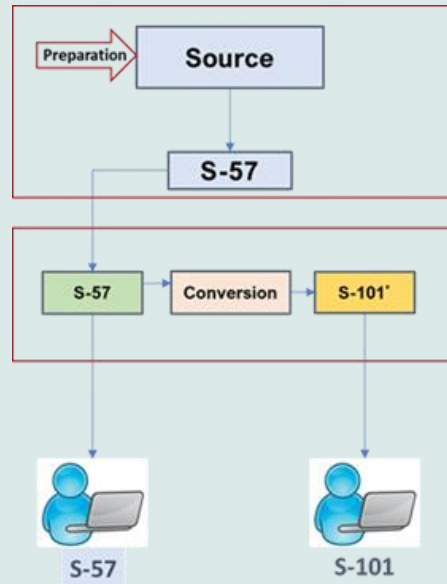 Preparation
Source
S-57
S-57
Conversion
S-101*
S-57
S-101